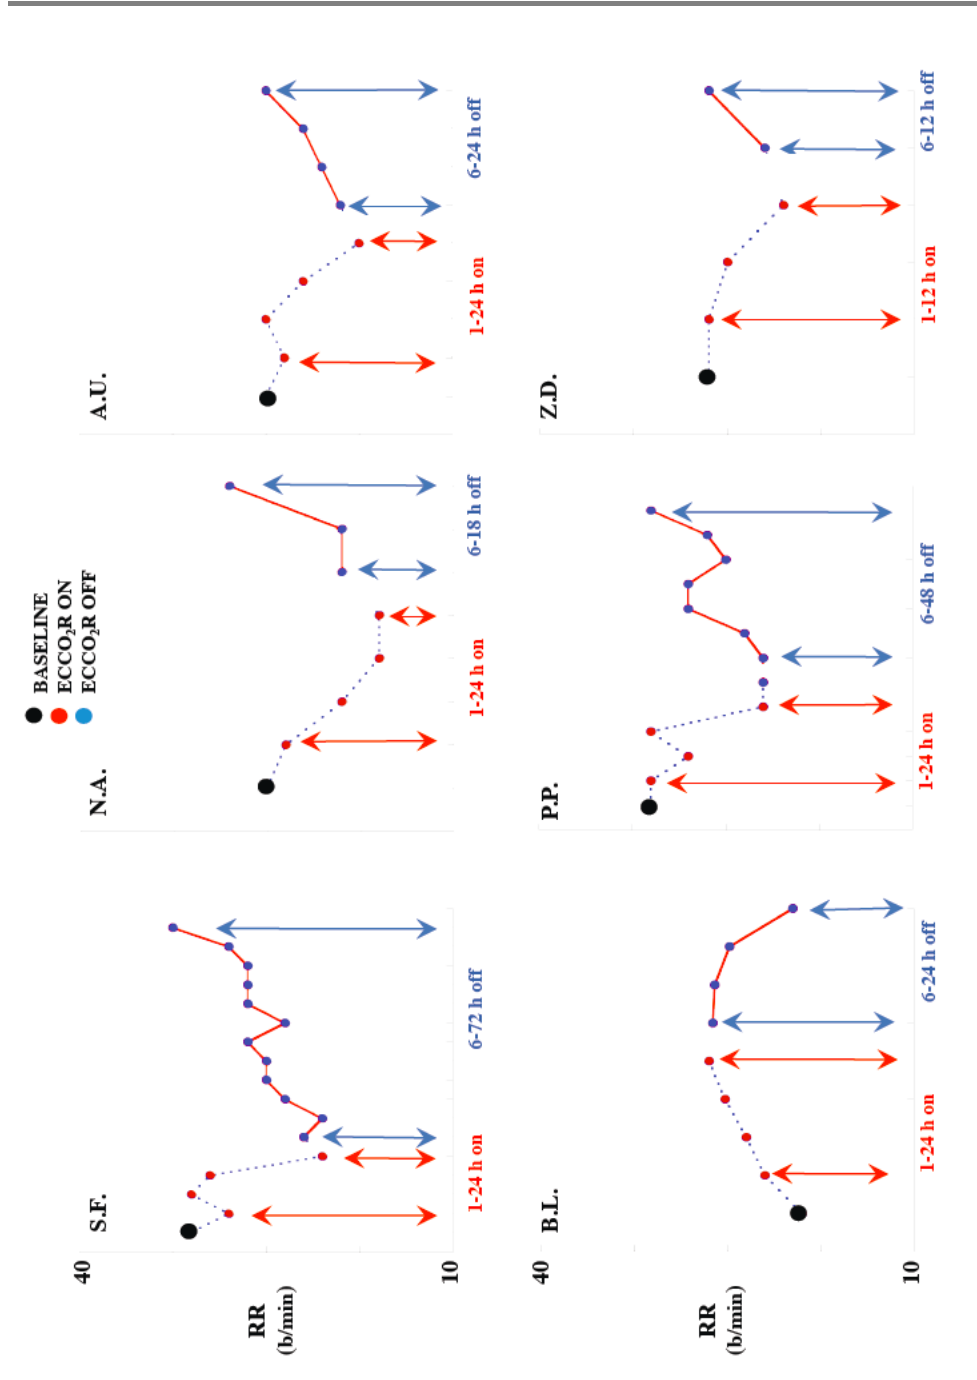 BASELINE
ECCO₂R ON
ECCO₂R OFF
S.F.
N.A.
A.U.
40
RR
(b/min)
10
1-24 h on
6-72 h off
1-24 h on
6-18 h off
1-24 h on
6-24 h off
B.L.
P.P.
Z.D.
40
RR
(b/min)
10
1-24 h on
6-24 h off
1-24 h on
6-48 h off
1-12 h on
6-12 h off